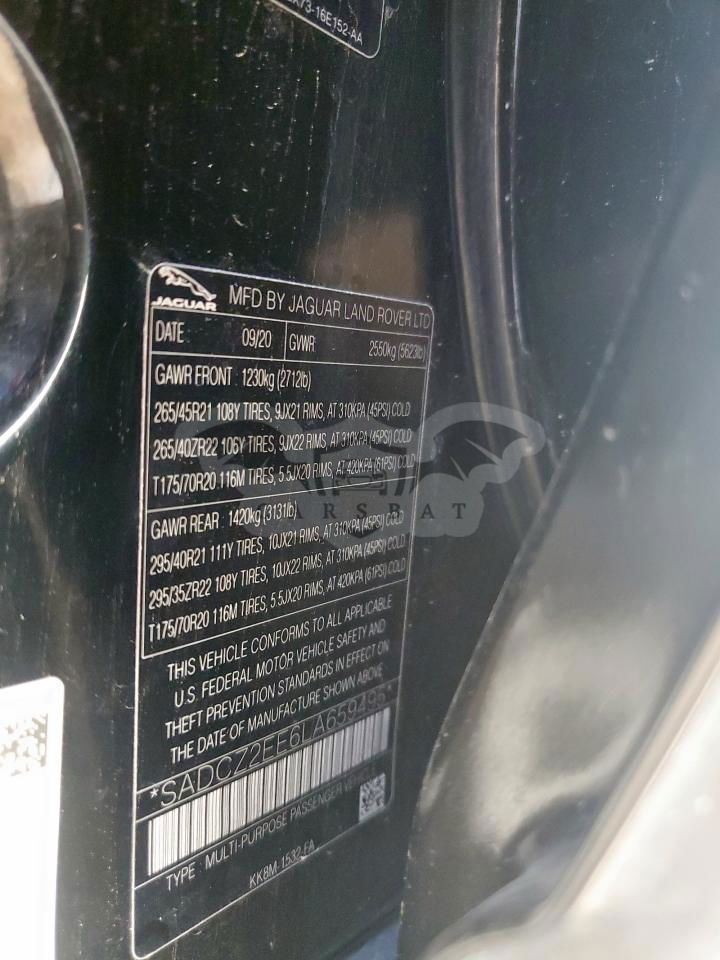 16E152-AA
JAGUAR
MFD BY JAGUAR LAND ROVER LTD
DATE 09/20 GVWR 2550kg (5623lb)
GAWR FRONT : 1230kg (2712lb)
265/45R21 108Y TIRES, 9JX21 RIMS, AT 310KPA (45PSI) COLD
265/40ZR22 106Y TIRES, 9JX22 RIMS, AT 310KPA (45PSI) COLD
T175/70R20 116M TIRES, 5.5JX20 RIMS, AT 420KPA (61PSI) COLD
CARSBAT
GAWR REAR : 1420kg (3131lb)
295/40R21 111Y TIRES, 10JX21 RIMS, AT 310KPA (45PSI) COLD
295/35ZR22 108Y TIRES, 10JX22 RIMS, AT 310KPA (45PSI) COLD
T175/70R20 116M TIRES, 5.5JX20 RIMS, AT 420KPA (61PSI) COLD
THIS VEHICLE CONFORMS TO ALL APPLICABLE
U.S. FEDERAL MOTOR VEHICLE SAFETY AND
THEFT PREVENTION STANDARDS IN EFFECT ON
THE DATE OF MANUFACTURE SHOWN ABOVE
*SADCZ2EE6LA659495*
TYPE : MULTI-PURPOSE PASSENGER VEHICLE
KK8M-1532-EA